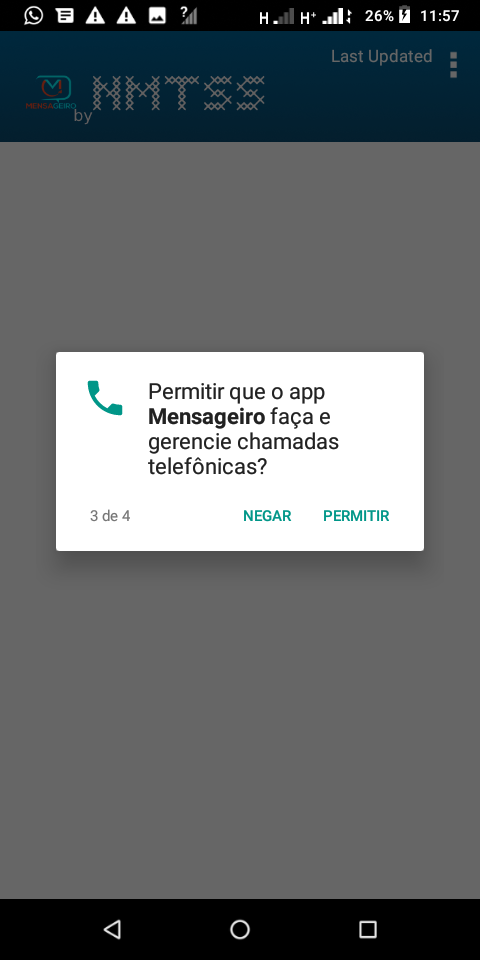 ? H H+ 26% 11:57
Last Updated
MENSAGEIRO
by HMTSS
Permitir que o app
Mensageiro faça e
gerencie chamadas
telefônicas?
3 de 4 NEGAR PERMITIR